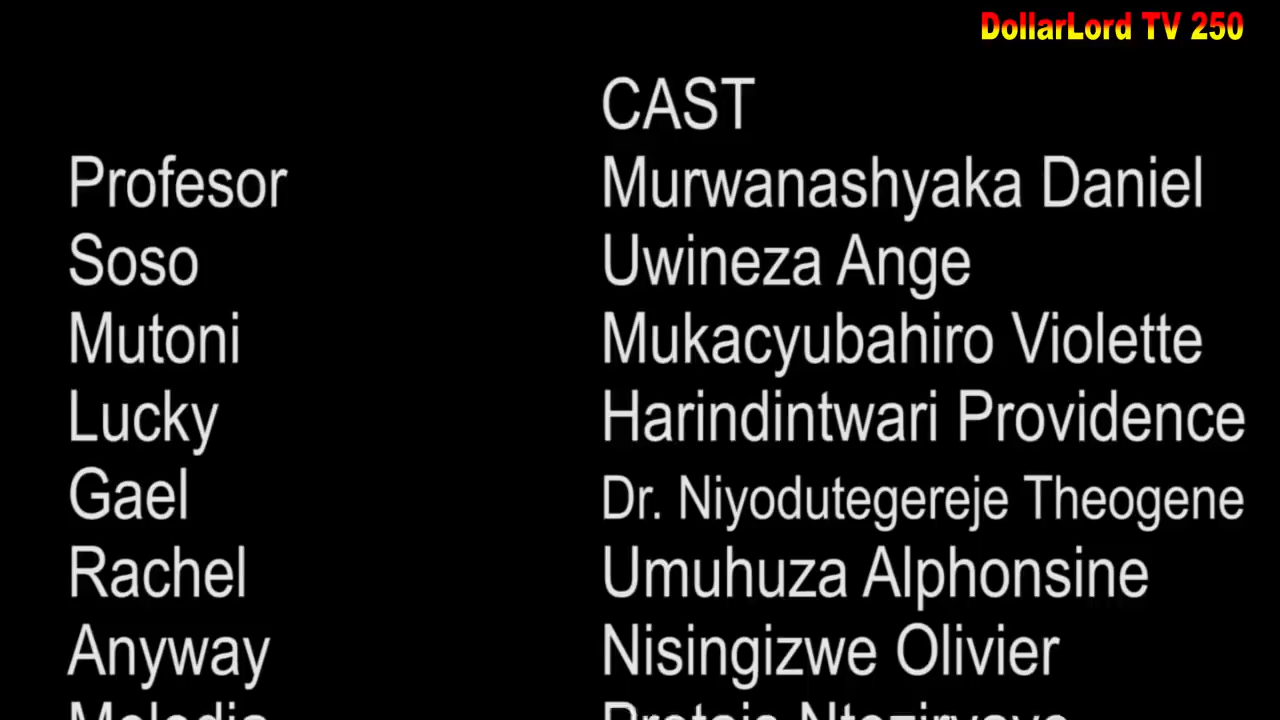 DollarLord TV 250
CAST
Profesor Murwanashyaka Daniel
Soso Uwineza Ange
Mutoni Mukacyubahiro Violette
Lucky Harindintwari Providence
Gael Dr. Niyodutegereje Theogene
Rachel Umuhuza Alphonsine
Anyway Nisingizwe Olivier